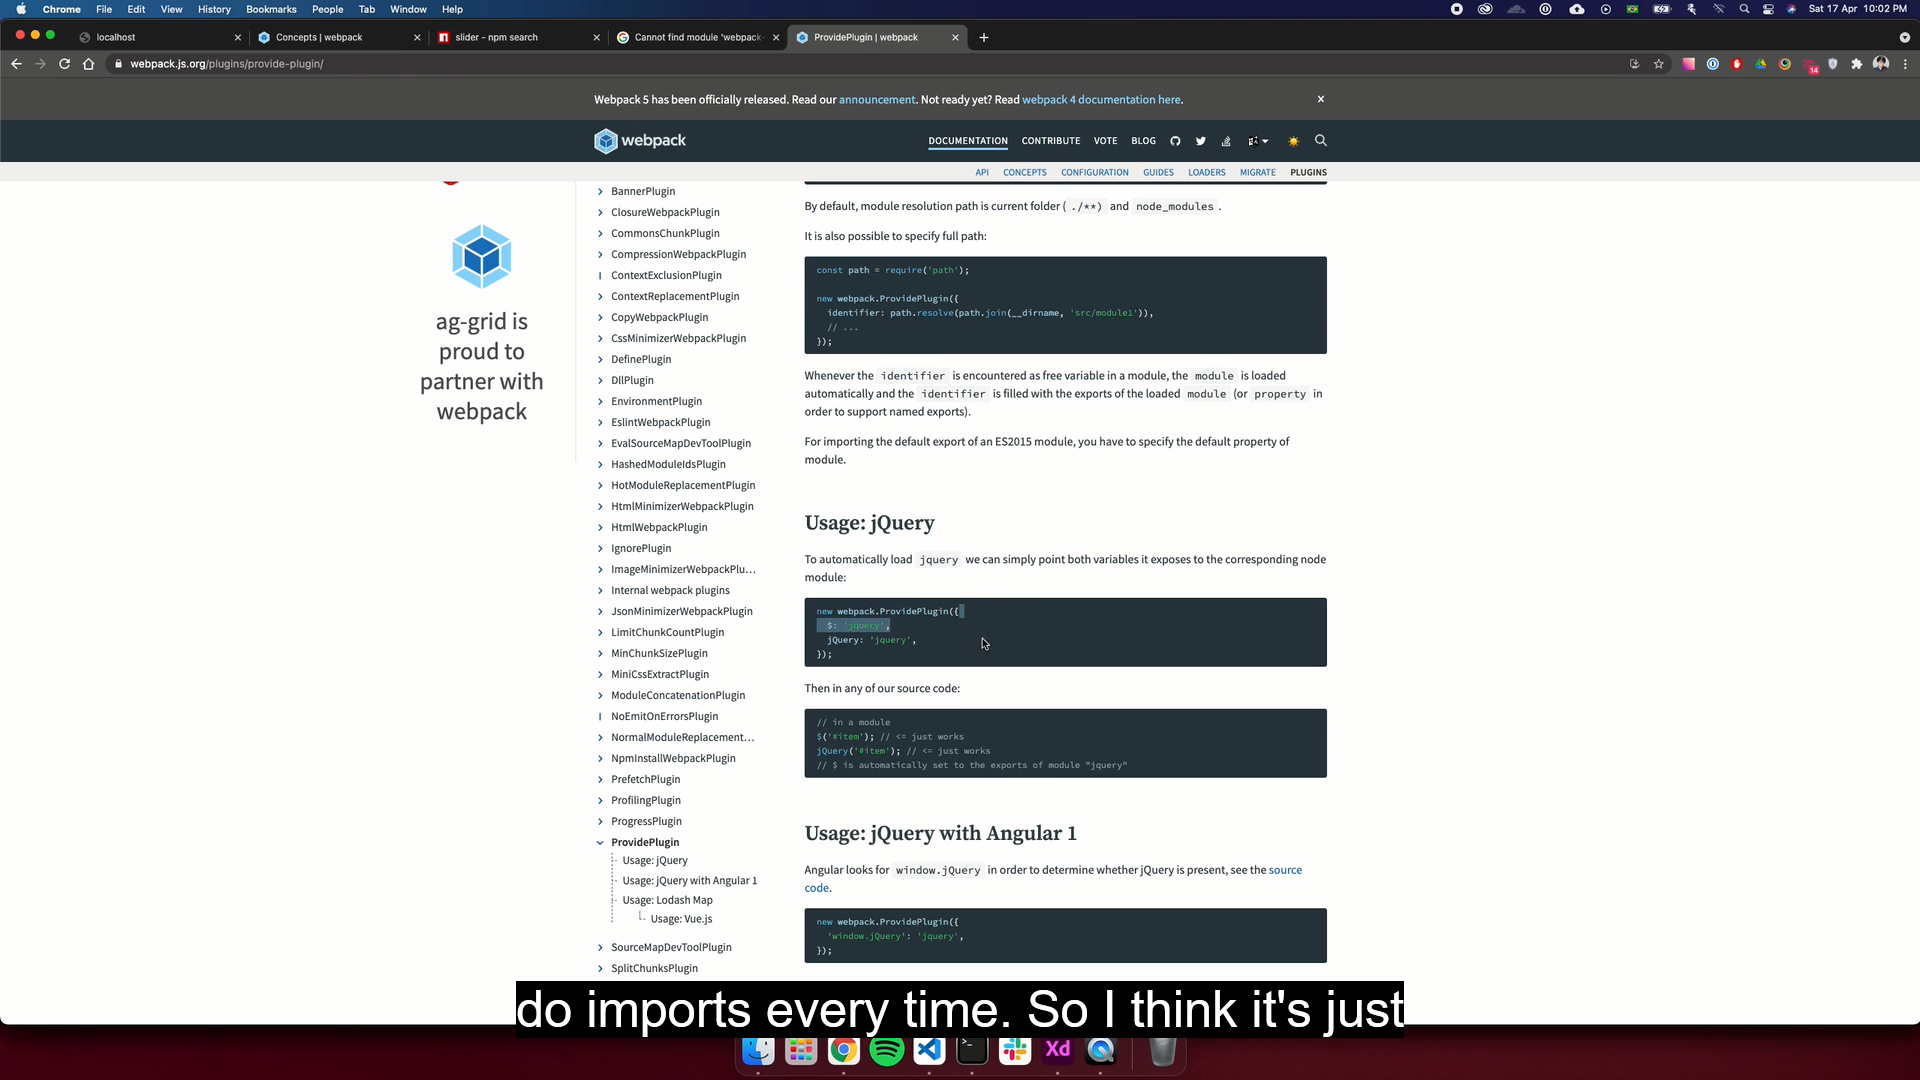 Chrome File Edit View History Bookmarks People Tab Window Help
Sat 17 Apr 10:02 PM
localhost
Concepts | webpack
slider - npm search
Cannot find module 'webpack-
ProvidePlugin | webpack
webpack.js.org/plugins/provide-plugin/
14
Webpack 5 has been officially released. Read our announcement. Not ready yet? Read webpack 4 documentation here.
webpack
DOCUMENTATION CONTRIBUTE VOTE BLOG
API CONCEPTS CONFIGURATION GUIDES LOADERS MIGRATE PLUGINS
ag-grid is
proud to
partner with
webpack
BannerPlugin
ClosureWebpackPlugin
CommonsChunkPlugin
CompressionWebpackPlugin
ContextExclusionPlugin
ContextReplacementPlugin
CopyWebpackPlugin
CssMinimizerWebpackPlugin
DefinePlugin
DllPlugin
EnvironmentPlugin
EslintWebpackPlugin
EvalSourceMapDevToolPlugin
HashedModuleIdsPlugin
HotModuleReplacementPlugin
HtmlMinimizerWebpackPlugin
HtmlWebpackPlugin
IgnorePlugin
ImageMinimizerWebpackPlu...
Internal webpack plugins
JsonMinimizerWebpackPlugin
LimitChunkCountPlugin
MinChunkSizePlugin
MiniCssExtractPlugin
ModuleConcatenationPlugin
NoEmitOnErrorsPlugin
NormalModuleReplacement...
NpmInstallWebpackPlugin
PrefetchPlugin
ProfilingPlugin
ProgressPlugin
ProvidePlugin
Usage: jQuery
Usage: jQuery with Angular 1
Usage: Lodash Map
Usage: Vue.js
SourceMapDevToolPlugin
SplitChunksPlugin
By default, module resolution path is current folder ( ./**) and node_modules .
It is also possible to specify full path:
const path = require('path');
new webpack.ProvidePlugin({
identifier: path.resolve(path.join(__dirname, 'src/module1')),
// ...
});
Whenever the identifier is encountered as free variable in a module, the module is loaded
automatically and the identifier is filled with the exports of the loaded module (or property in
order to support named exports).
For importing the default export of an ES2015 module, you have to specify the default property of
module.
Usage: jQuery
To automatically load jquery we can simply point both variables it exposes to the corresponding node
module:
new webpack.ProvidePlugin({
$: 'jquery',
jQuery: 'jquery',
});
Then in any of our source code:
// in a module
$('#item'); // <= just works
jQuery('#item'); // <= just works
// $ is automatically set to the exports of module "jquery"
Usage: jQuery with Angular 1
Angular looks for window.jQuery in order to determine whether jQuery is present, see the source
code.
new webpack.ProvidePlugin({
'window.jQuery': 'jquery',
});
do imports every time. So I think it's just
Xd